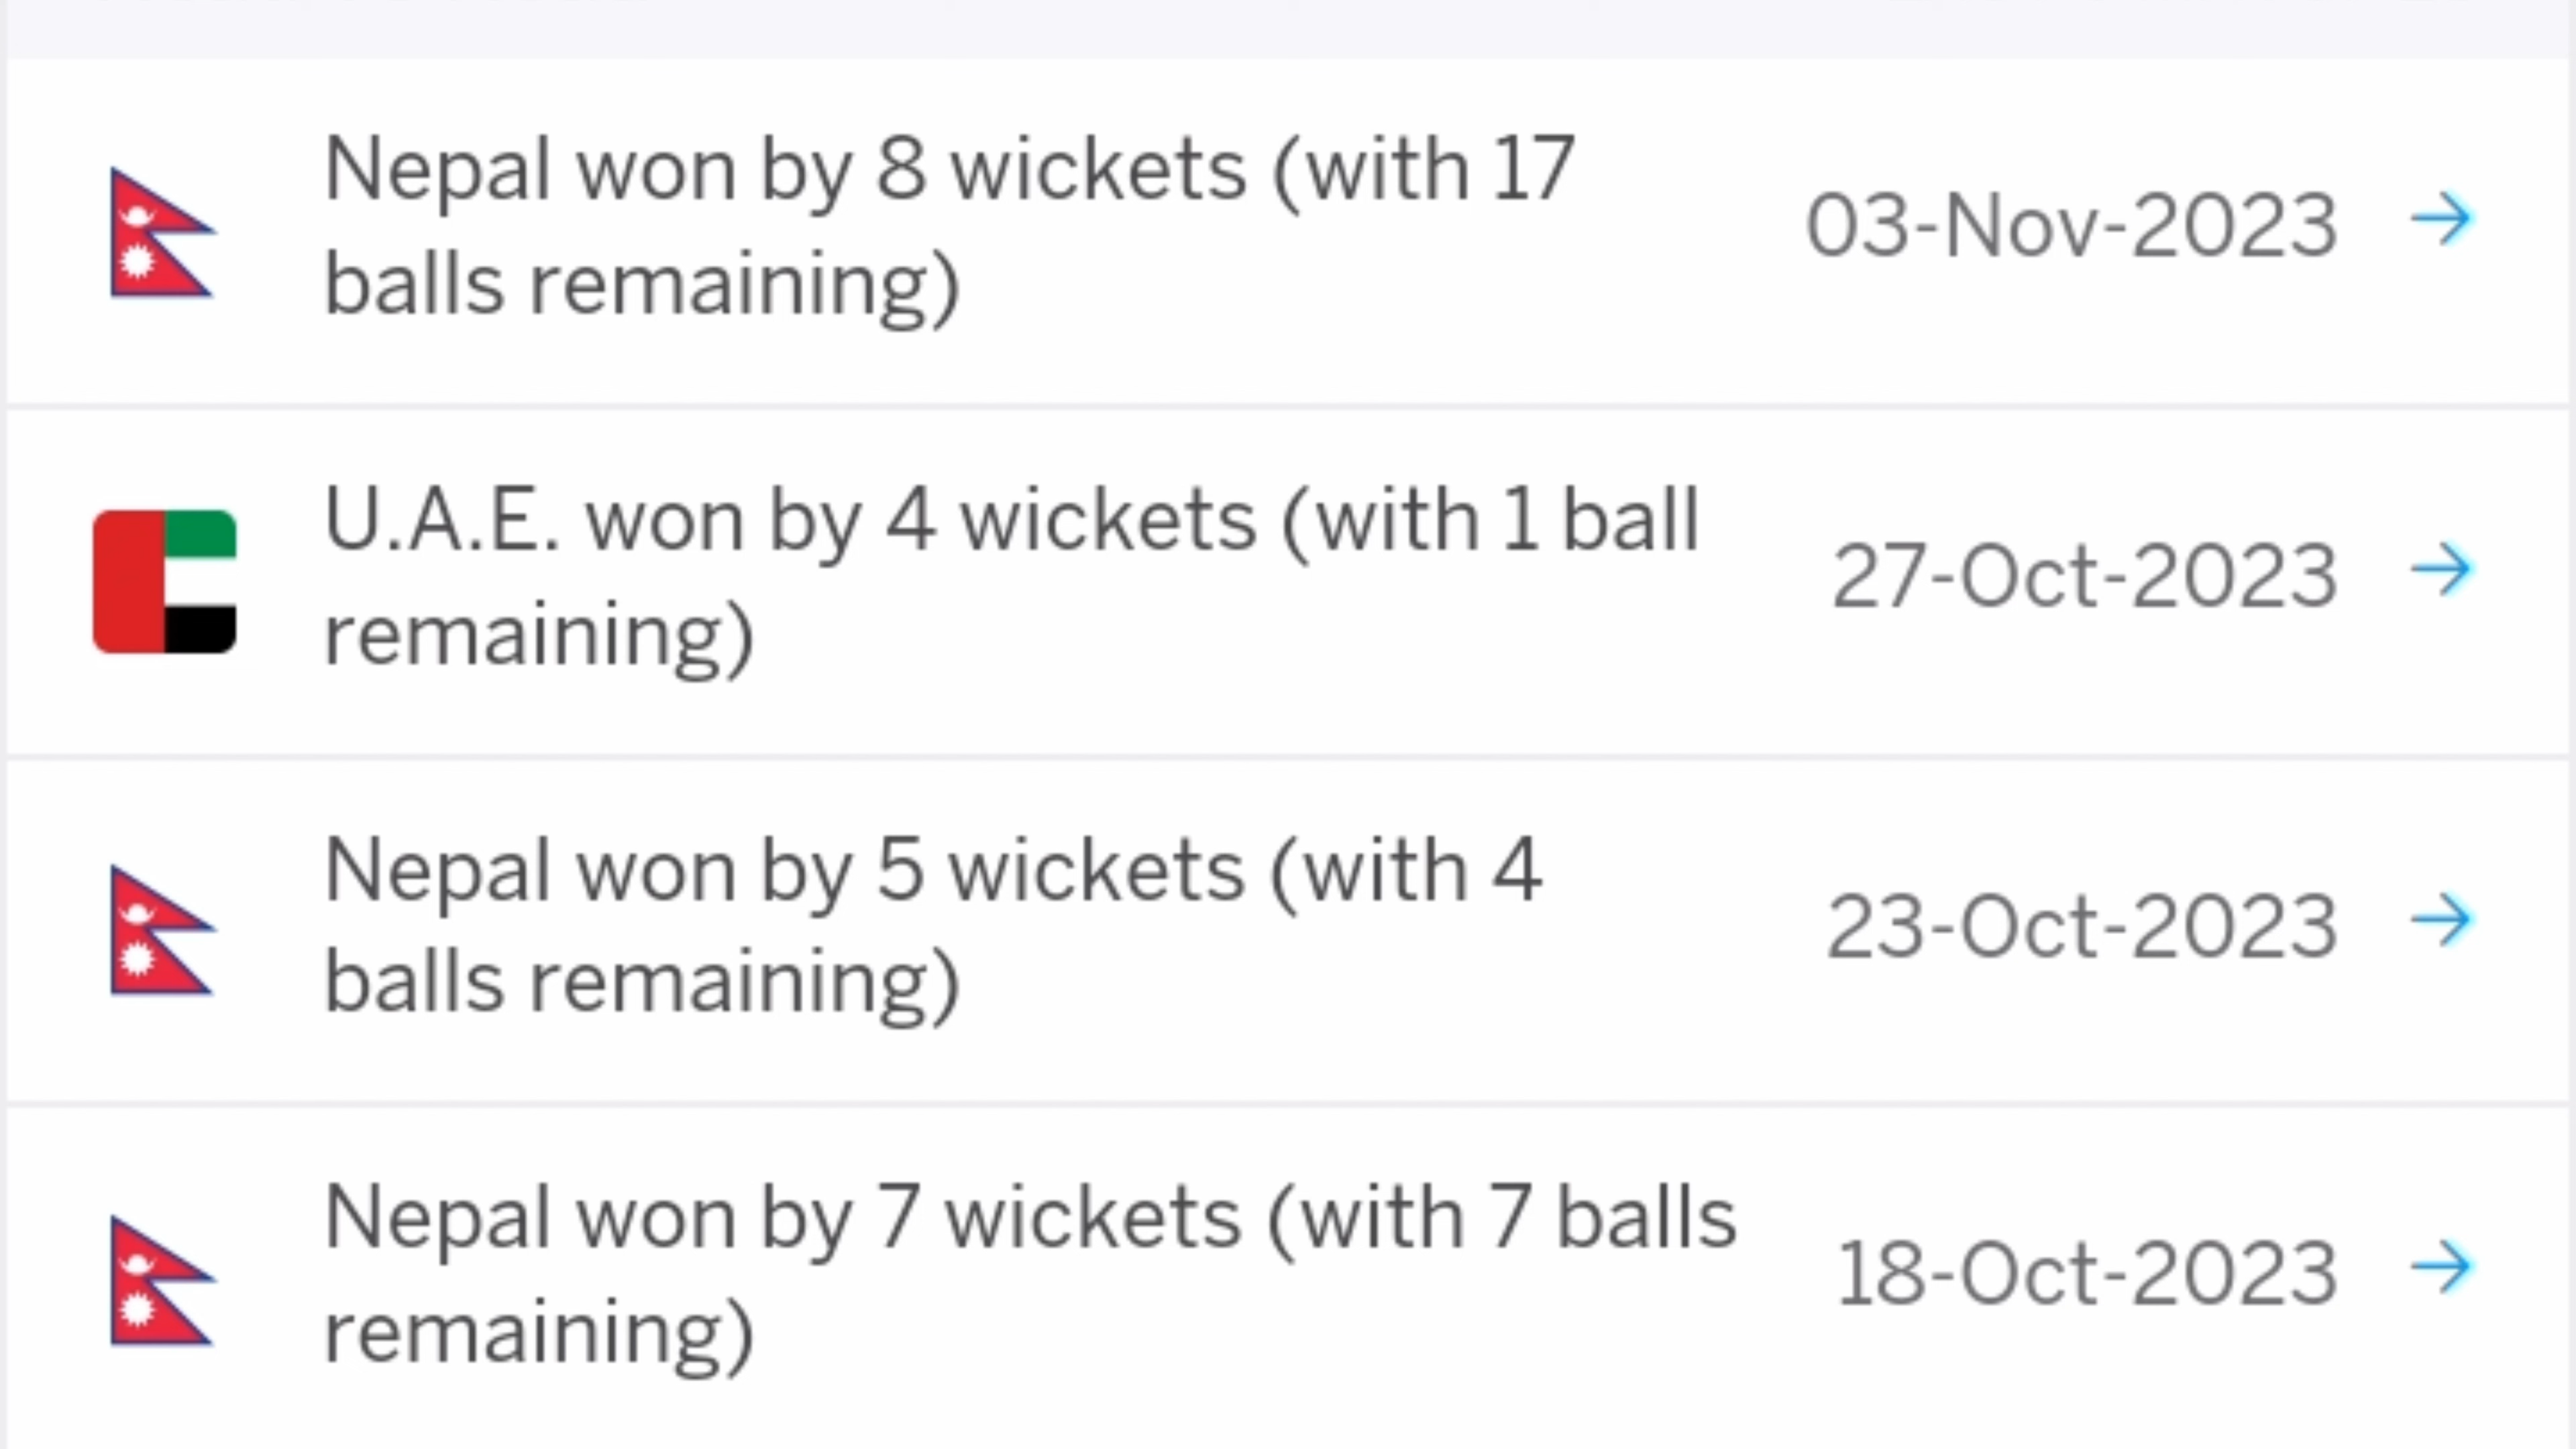 Nepal won by 8 wickets (with 17
balls remaining)
03-Nov-2023
U.A.E. won by 4 wickets (with 1 ball
remaining)
27-Oct-2023
Nepal won by 5 wickets (with 4
balls remaining)
23-Oct-2023
Nepal won by 7 wickets (with 7 balls
remaining)
18-Oct-2023